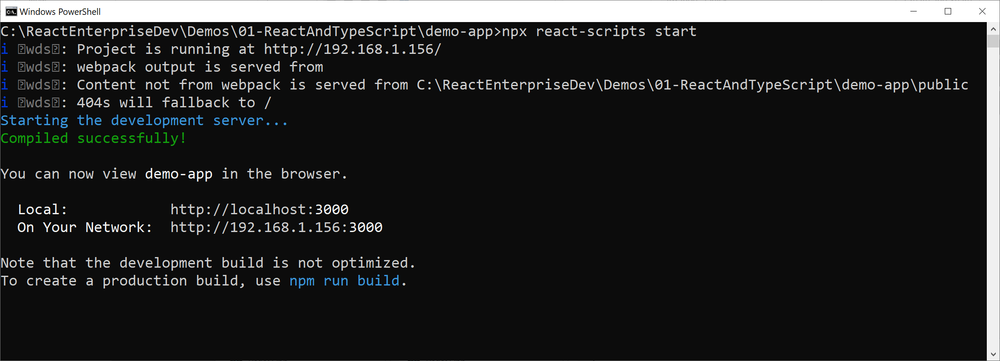 Windows PowerShell
C:\ReactEnterpriseDev\Demos\01-ReactAndTypeScript\demo-app>npx react-scripts start
i ⍰wds⍰: Project is running at http://192.168.1.156/
i ⍰wds⍰: webpack output is served from
i ⍰wds⍰: Content not from webpack is served from C:\ReactEnterpriseDev\Demos\01-ReactAndTypeScript\demo-app\public
i ⍰wds⍰: 404s will fallback to /
Starting the development server...
Compiled successfully!
You can now view demo-app in the browser.
Local: http://localhost:3000
On Your Network: http://192.168.1.156:3000
Note that the development build is not optimized.
To create a production build, use npm run build.